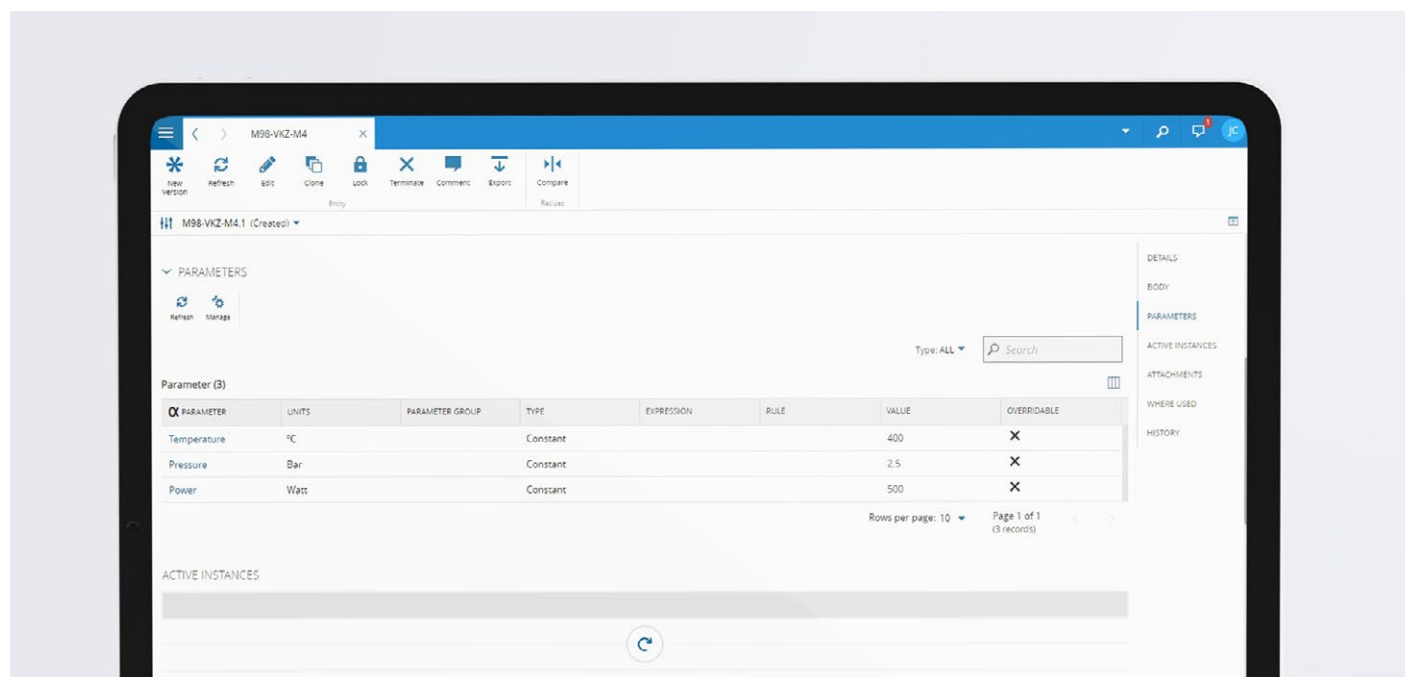 M98-VKZ-M4
1
JC
New Version
Refresh
Edit
Clone
Lock
Terminate
Comment
Export
Compare
Entity
Recipes
M98-VKZ-M4.1 (Created)
DETAILS
BODY
PARAMETERS
ACTIVE INSTANCES
ATTACHMENTS
WHERE USED
HISTORY
PARAMETERS
Refresh
Manage
Type: ALL
Search
Parameter (3)
α PARAMETER UNITS PARAMETER GROUP TYPE EXPRESSION RULE VALUE OVERRIDABLE
Temperature °C Constant 400
Pressure Bar Constant 2.5
Power Watt Constant 500
Rows per page: 10
Page 1 of 1
(3 records)
ACTIVE INSTANCES